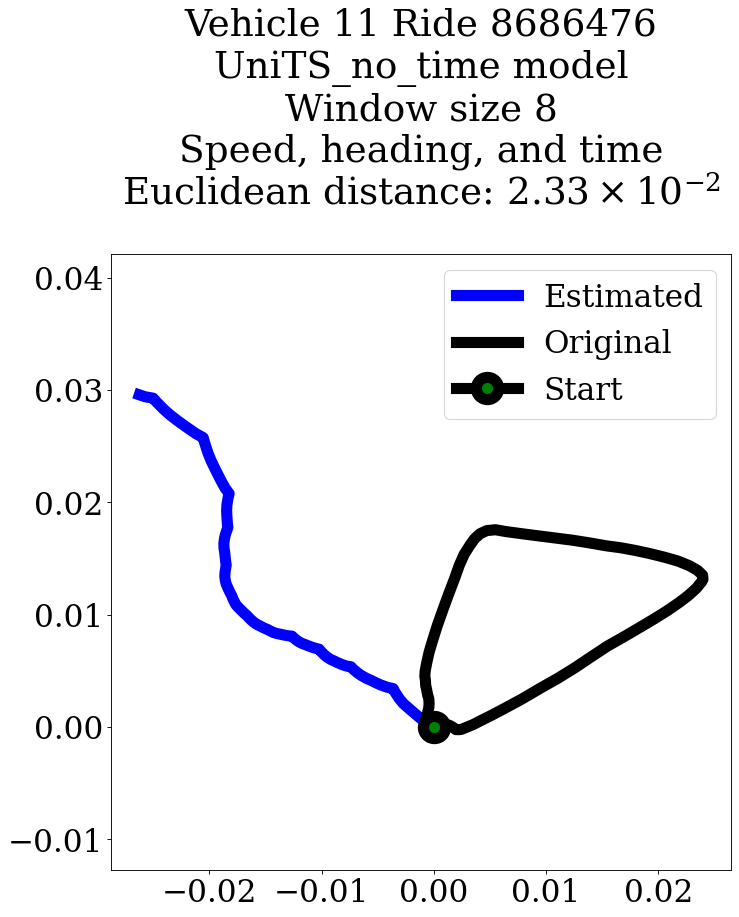 Vehicle 11 Ride 8686476
UniTS_no_time model
Window size 8
Speed, heading, and time
Euclidean distance: 2.33 × 10⁻²
0.04
0.03
0.02
0.01
0.00
−0.01
Estimated
Original
Start
−0.02 −0.01 0.00 0.01 0.02